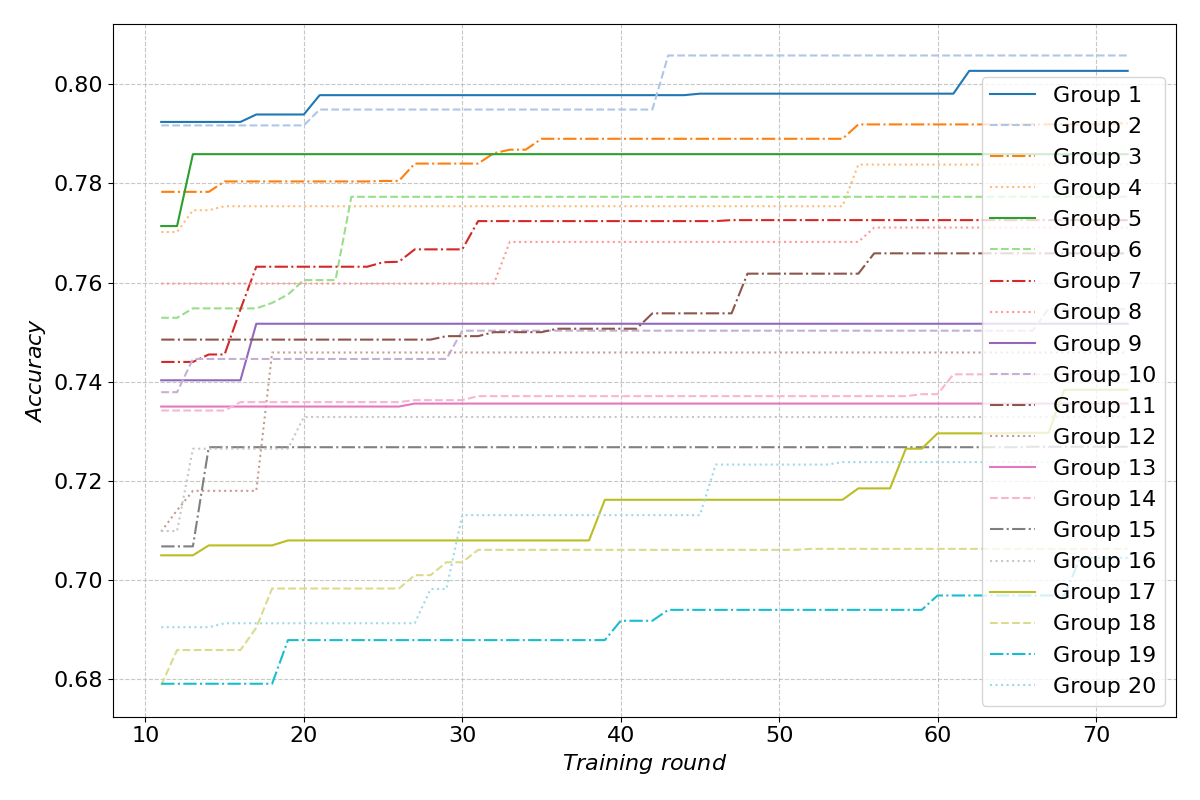 0.80
0.78
0.76
0.74
0.72
0.70
0.68
Accuracy
10 20 30 40 50 60 70
Training round
Group 1
Group 2
Group 3
Group 4
Group 5
Group 6
Group 7
Group 8
Group 9
Group 10
Group 11
Group 12
Group 13
Group 14
Group 15
Group 16
Group 17
Group 18
Group 19
Group 20